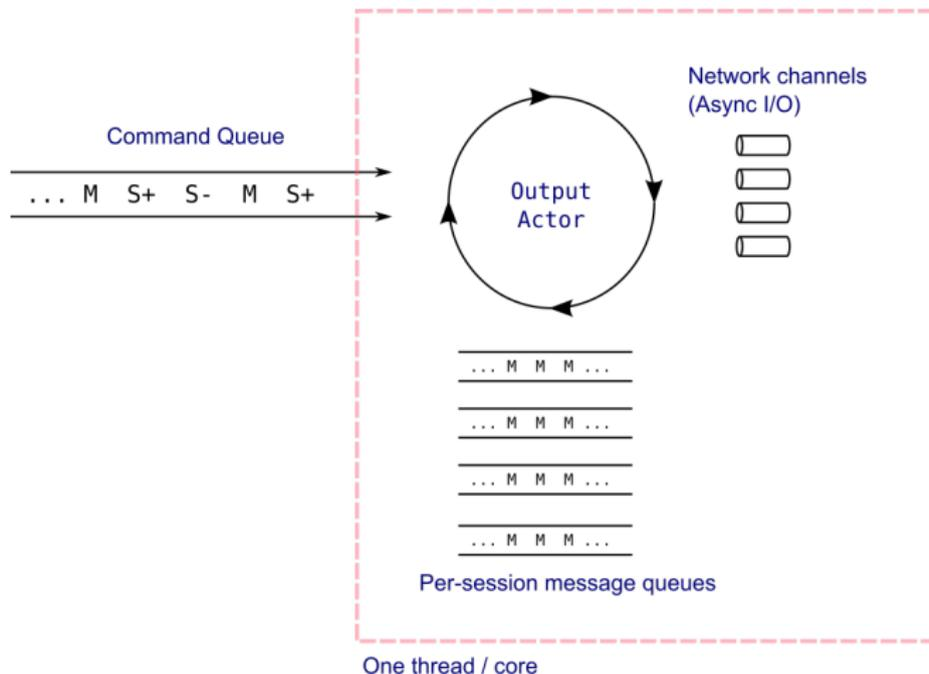 Network channels
(Async I/O)
Command Queue
... M S+ S- M S+
Output
Actor
... M M M ...
... M M M ...
... M M M ...
... M M M ...
Per-session message queues
One thread / core